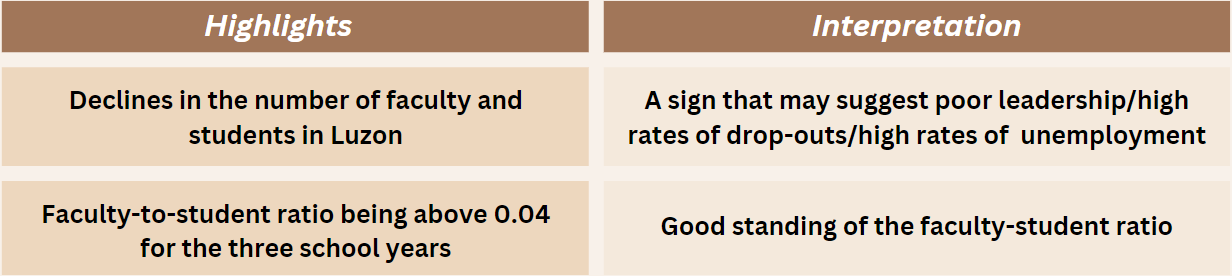 Highlights
Interpretation
Declines in the number of faculty and
students in Luzon
A sign that may suggest poor leadership/high
rates of drop-outs/high rates of  unemployment
Faculty-to-student ratio being above 0.04
for the three school years
Good standing of the faculty-student ratio